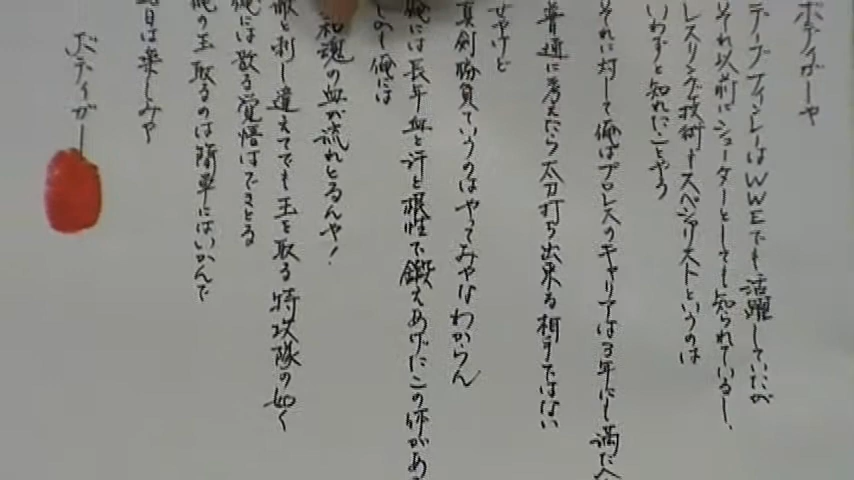 ボディガーや
デーブフィンレーはWWEでも活躍していたが
それ以前にシューターとしても知られているし、
レスリング技術もスペシャリストというのは
いわずと知れたことやろ
それに対して俺はプロレスのキャリアは3年にも満たへ
普通に考えたら太刀打ち出来る相手ではない
せやけど
真剣勝負ていうのはやってみやなわからん
俺には長年血と汗と根性で鍛えあげたこの体がある
しの俺には
和魂の血が流れとるんや！
敵と刺し違えてでも玉を取る特攻隊の如く
俺には散る覚悟はできとる
俺の玉取るのは簡単にはいかんで
日は楽しみや
ボディガー